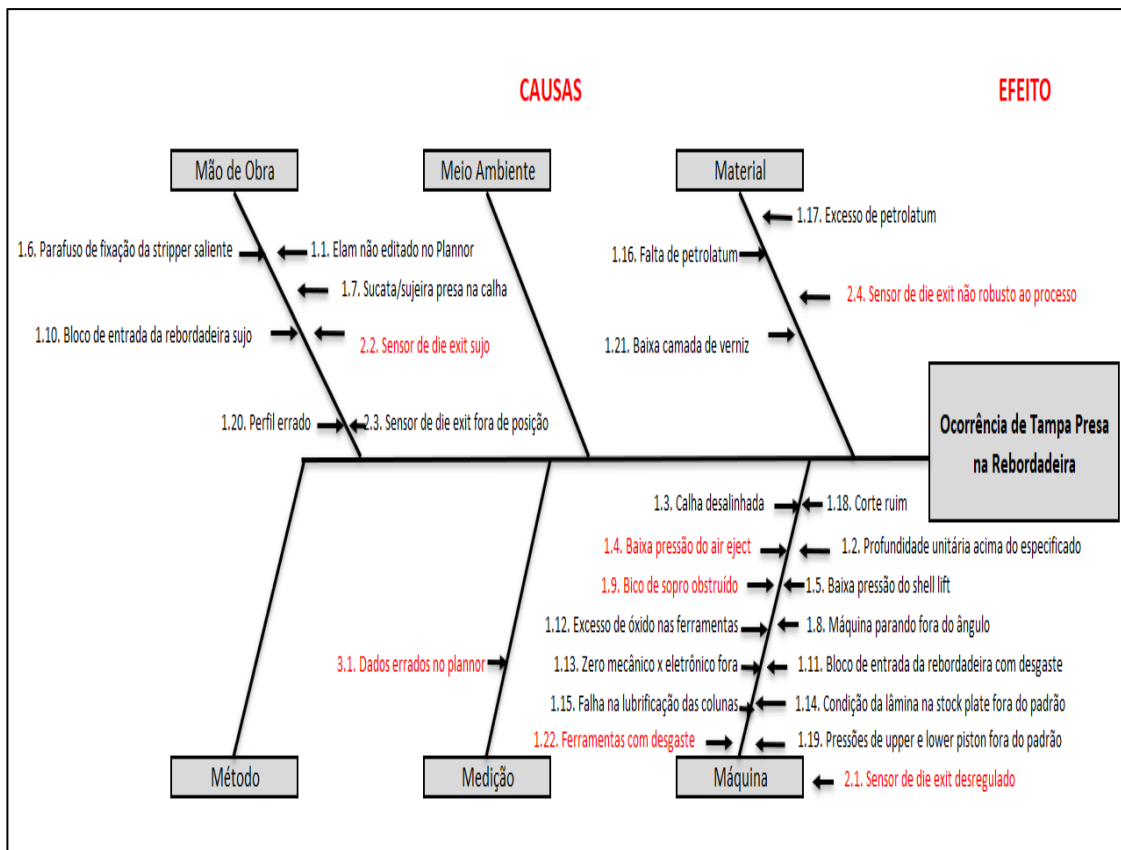 CAUSAS
EFEITO
Mão de Obra
Meio Ambiente
Material
1.17. Excesso de petrolatum
1.6. Parafuso de fixação da stripper saliente
1.1. Elam não editado no Plannor
1.16. Falta de petrolatum
1.7. Sucata/sujeira presa na calha
2.4. Sensor de die exit não robusto ao processo
1.10. Bloco de entrada da rebordadeira sujo
2.2. Sensor de die exit sujo
1.21. Baixa camada de verniz
1.20. Perfil errado
2.3. Sensor de die exit fora de posição
Ocorrência de Tampa Presa
na Rebordadeira
1.3. Calha desalinhada
1.18. Corte ruim
1.4. Baixa pressão do air eject
1.2. Profundidade unitária acima do especificado
1.9. Bico de sopro obstruído
1.5. Baixa pressão do shell lift
1.12. Excesso de óxido nas ferramentas
1.8. Máquina parando fora do ângulo
3.1. Dados errados no plannor
1.13. Zero mecânico x eletrônico fora
1.11. Bloco de entrada da rebordadeira com desgaste
1.15. Falha na lubrificação das colunas
1.14. Condição da lâmina na stock plate fora do padrão
1.22. Ferramentas com desgaste
1.19. Pressões de upper e lower piston fora do padrão
Método
Medição
Máquina
2.1. Sensor de die exit desregulado